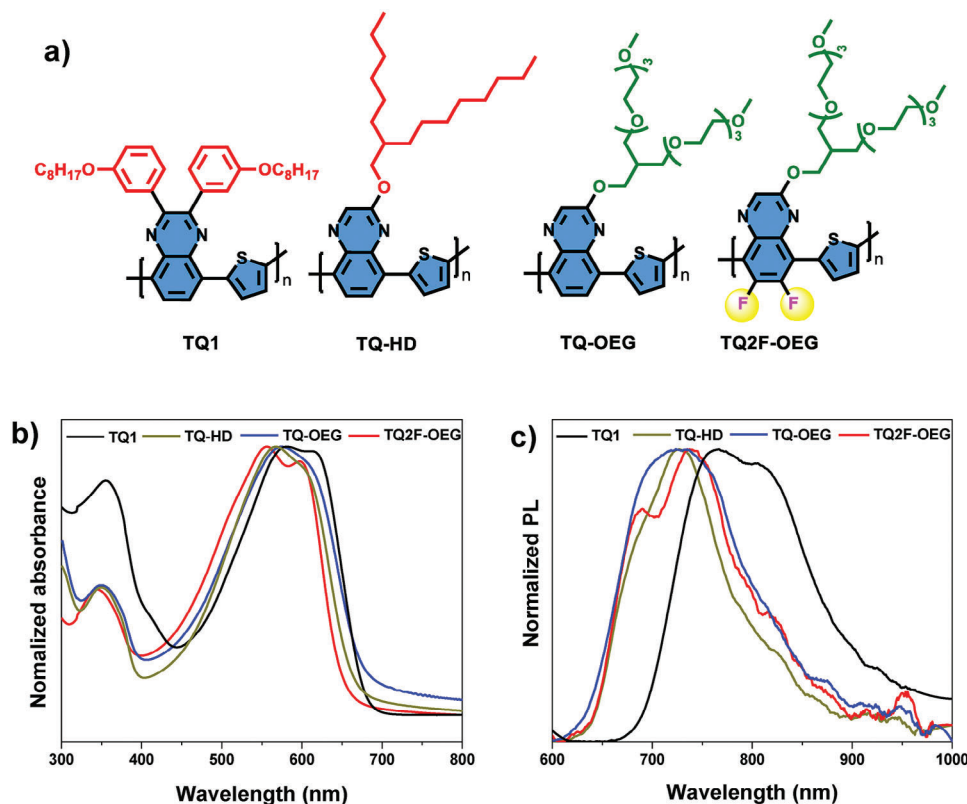 a)
O
3
O
O
O
3
O
O
3
O
O
O
3
O
C8H17O
OC8H17
O
O
O
N
N
N
N
N
N
N
N
S
S
S
S
n
n
n
n
F
F
TQ1
TQ-HD
TQ-OEG
TQ2F-OEG
b)
TQ1
TQ-HD
TQ-OEG
TQ2F-OEG
Nomalized absorbance
300
400
500
600
700
800
Wavelength (nm)
c)
TQ1
TQ-HD
TQ-OEG
TQ2F-OEG
Normalized PL
600
700
800
900
1000
Wavelength (nm)